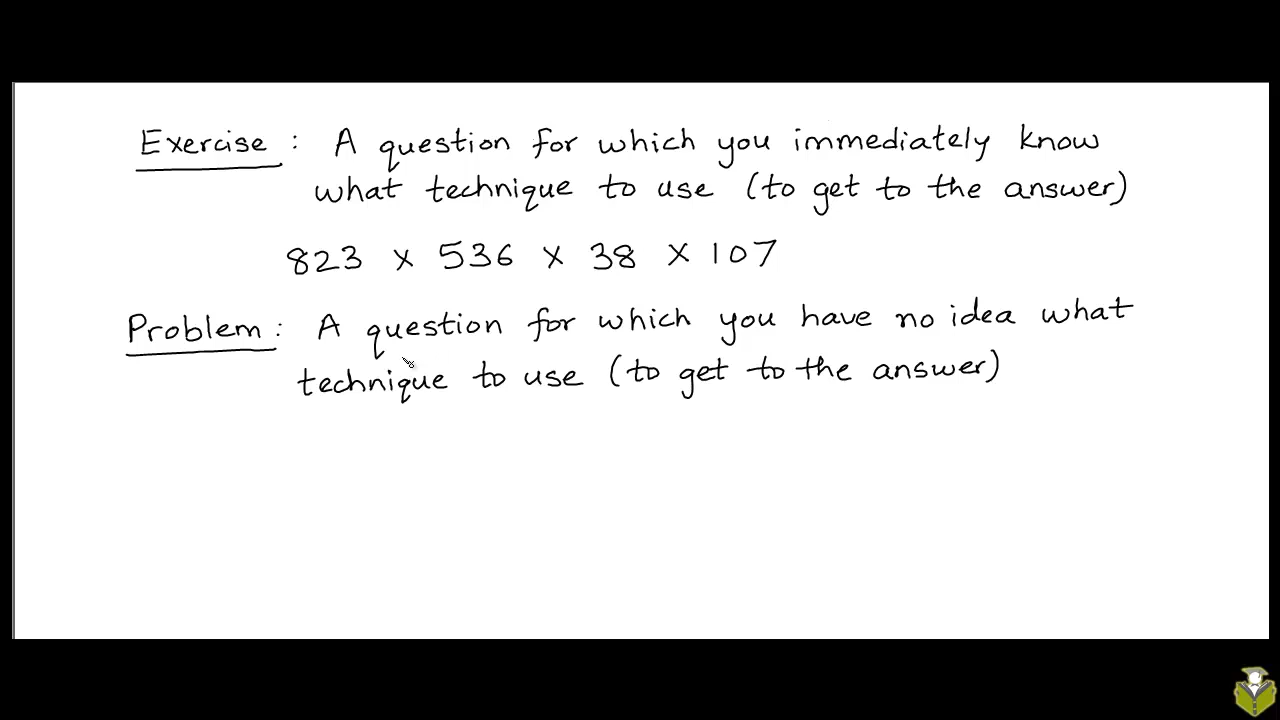 Exercise : A question for which you immediately know
what technique to use (to get to the answer)
823 x 536 x 38 x 107
Problem : A question for which you have no idea what
technique to use (to get to the answer)